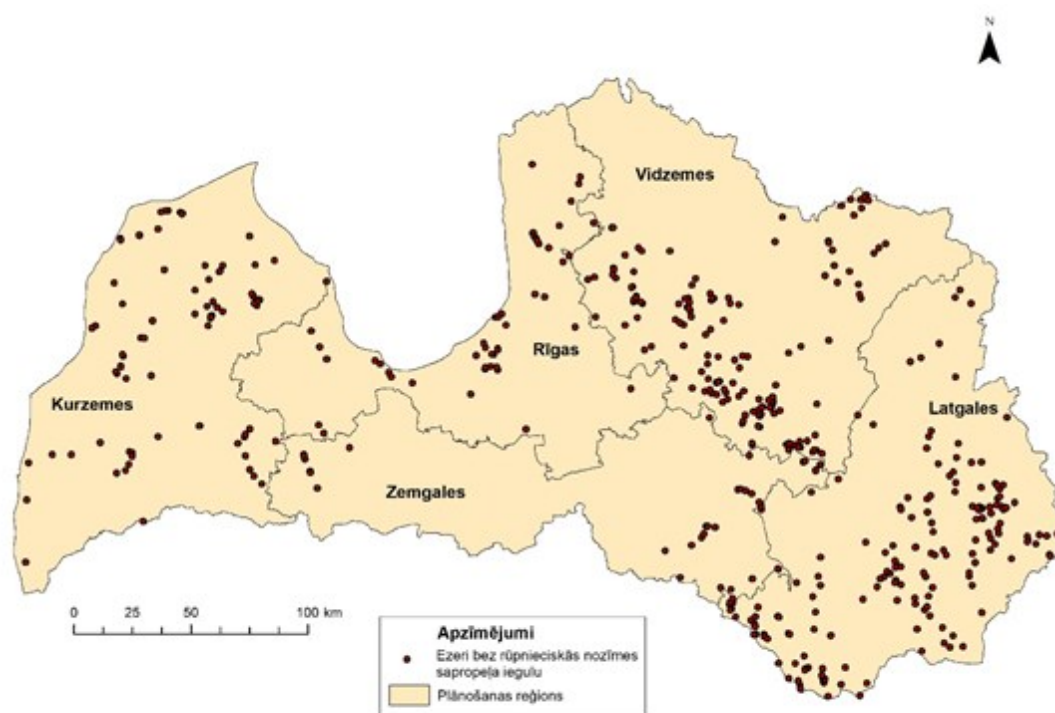 N
Vidzemes
Rīgas
Kurzemes
Latgales
Zemgales
0 25 50 100 km
Apzīmējumi
Ezeri bez rūpnieciskās nozīmes
sapropeļa iegulu
Plānošanas reģions